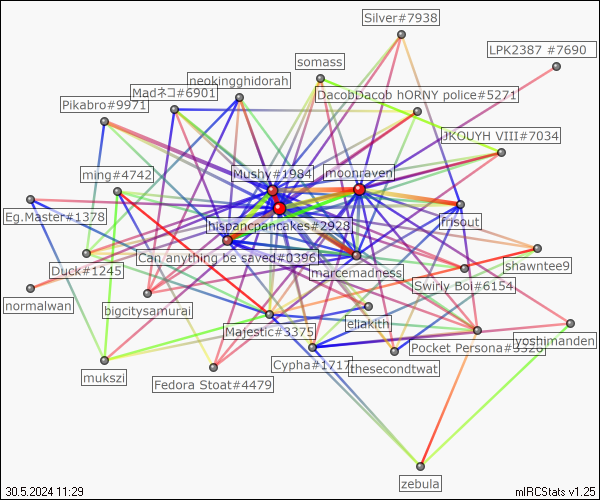 Silver#7938
LPK2387 #7690
somass
neokingghidorah
Madネコ#6901
DacobDacob hORNY police#5271
Pikabro#9971
JKOUYH VIII#7034
ming#4742
Mushy#1984
moonraven
Eg.Master#1378
hispancpancakes#2928
frisout
Can anything be saved#0396
marcemadness
Duck#1245
shawntee9
Swirly Boi#6154
normalwan
bigcitysamurai
Majestic#3375
eliakith
Pocket Persona#3326
yoshimanden
Cypha#1717
thesecondtwat
mukszi
Fedora Stoat#4479
zebula
30.5.2024 11:29
mIRCStats v1.25